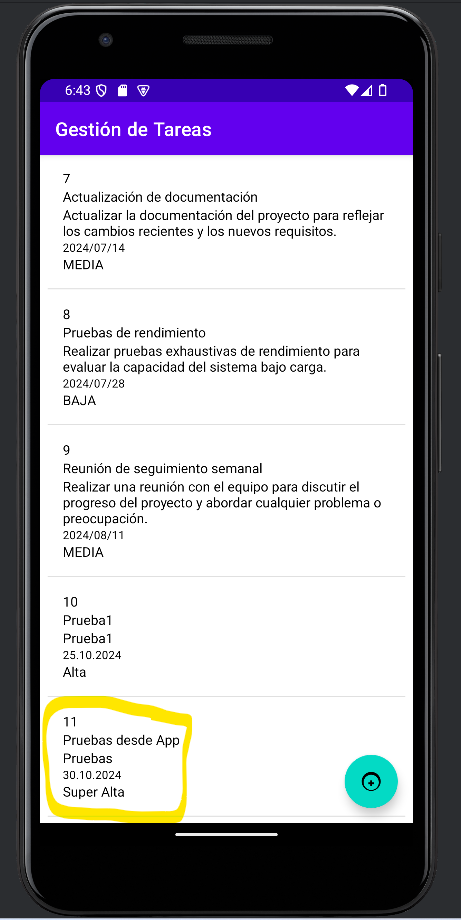 6:43
Gestión de Tareas
7
Actualización de documentación
Actualizar la documentación del proyecto para reflejar
los cambios recientes y los nuevos requisitos.
2024/07/14
MEDIA
8
Pruebas de rendimiento
Realizar pruebas exhaustivas de rendimiento para
evaluar la capacidad del sistema bajo carga.
2024/07/28
BAJA
9
Reunión de seguimiento semanal
Realizar una reunión con el equipo para discutir el
progreso del proyecto y abordar cualquier problema o
preocupación.
2024/08/11
MEDIA
10
Prueba1
Prueba1
25.10.2024
Alta
11
Pruebas desde App
Pruebas
30.10.2024
Super Alta